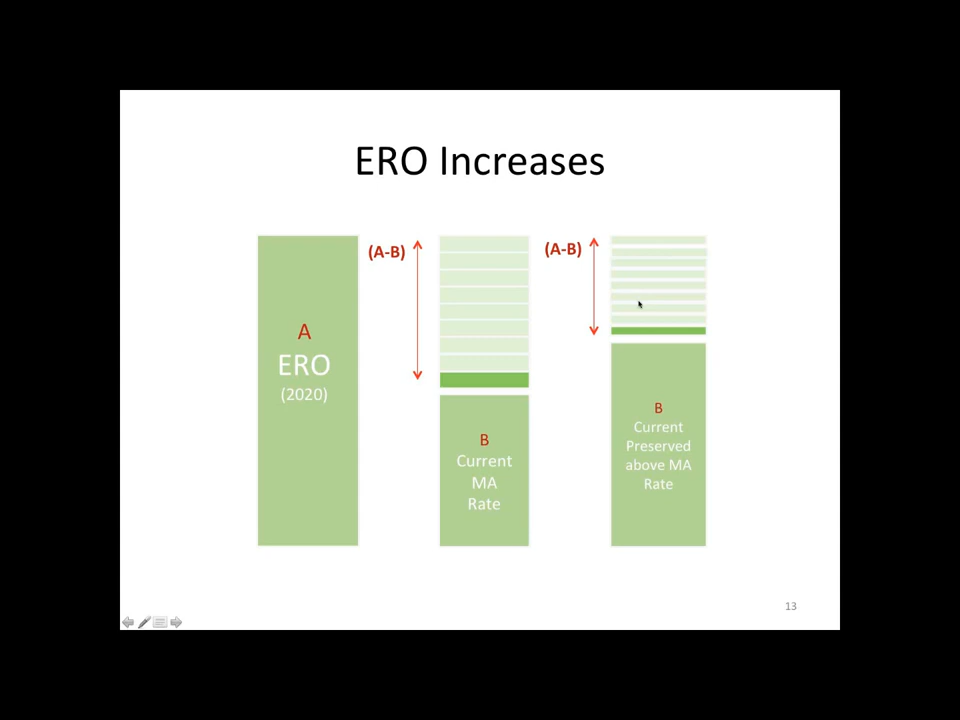 ERO Increases
A
ERO
(2020)
(A-B)
B
Current
MA
Rate
(A-B)
B
Current
Preserved
above MA
Rate
13